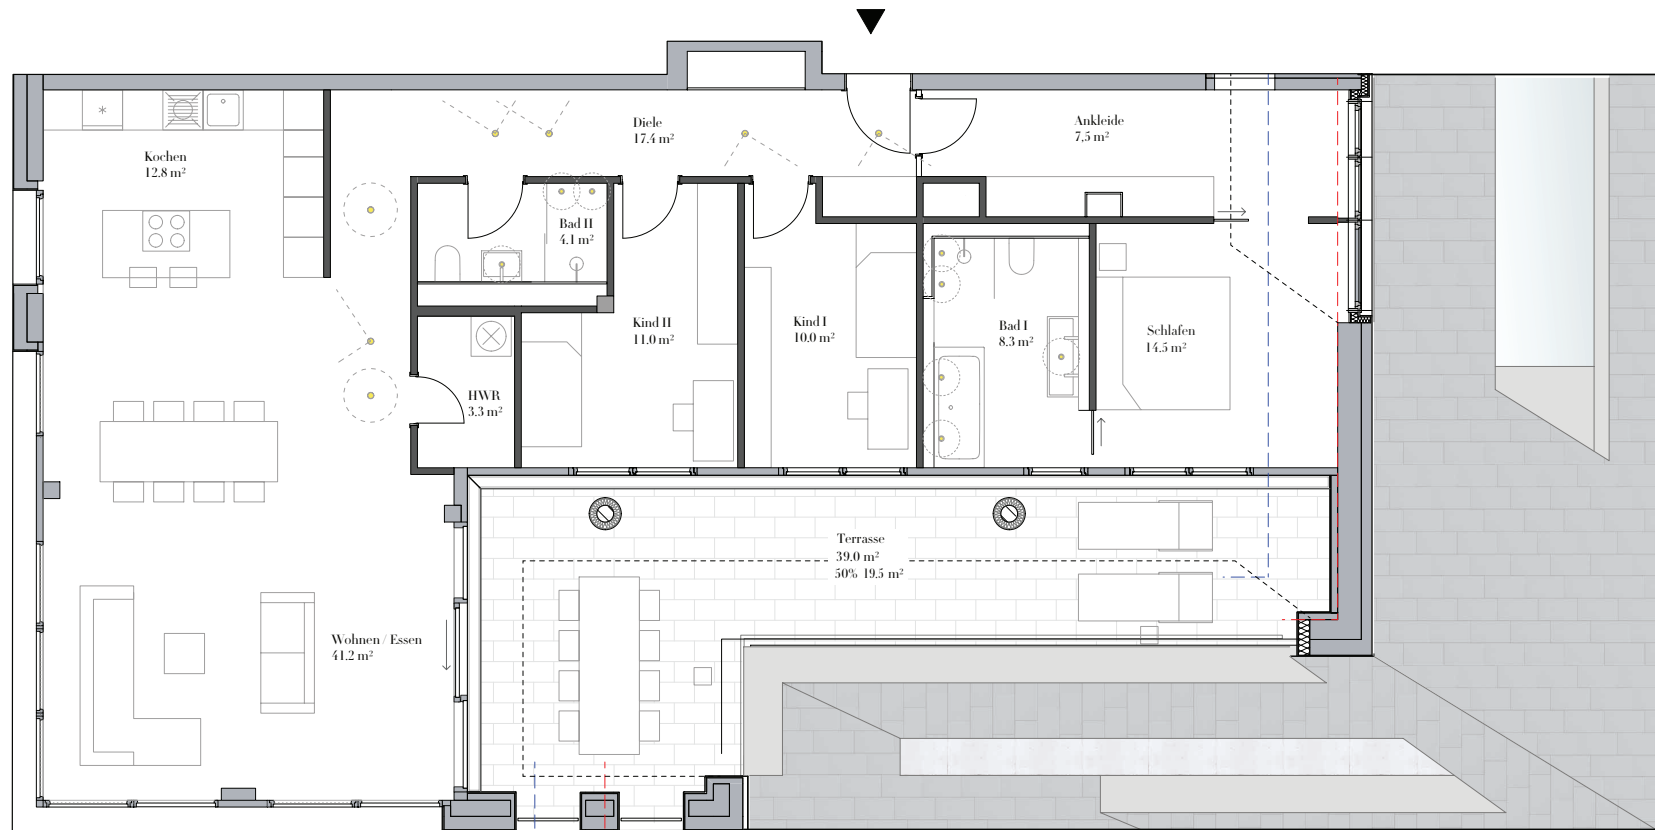 Diele
17.4 m²
Ankleide
7,5 m²
Kochen
12.8 m²
Bad II
4.1 m²
Kind II
11.0 m²
Kind I
10.0 m²
Bad I
8.3 m²
Schlafen
14.5 m²
HWR
3.3 m²
Terrasse
39.0 m²
50% 19.5 m²
Wohnen / Essen
41.2 m²